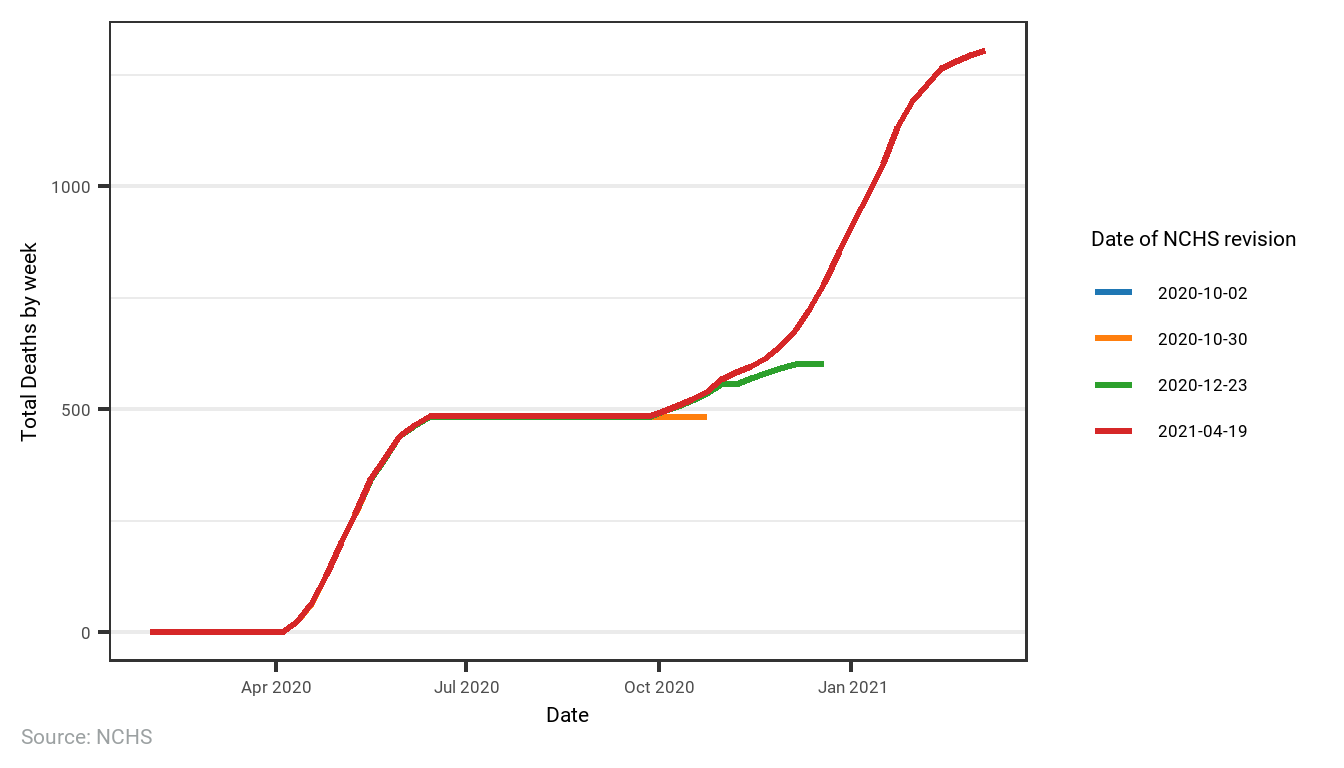 1000
500
0
Total Deaths by week
Apr 2020
Jul 2020
Oct 2020
Jan 2021
Date
Source: NCHS
Date of NCHS revision
2020-10-02
2020-10-30
2020-12-23
2021-04-19